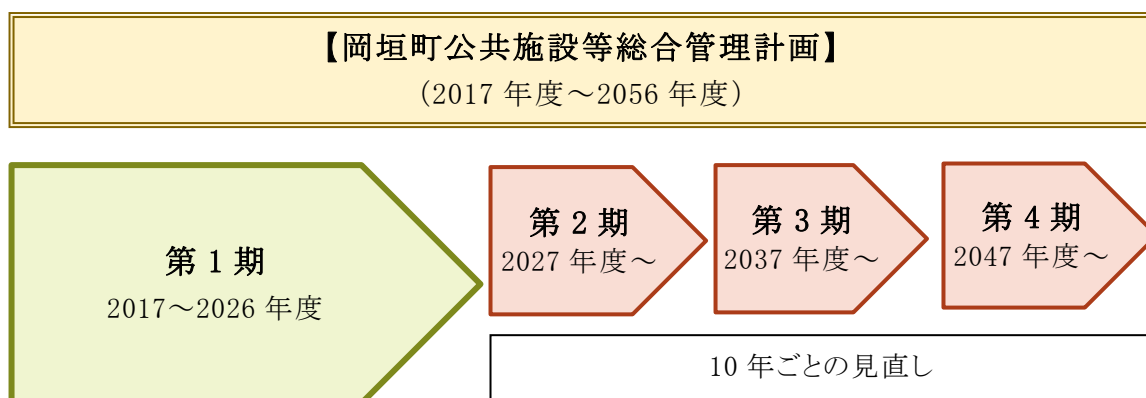 【岡垣町公共施設等総合管理計画】
（2017 年度～2056 年度）
第 1 期
2017～2026 年度
第 2 期
2027 年度～
第 3 期
2037 年度～
第 4 期
2047 年度～
10 年ごとの見直し